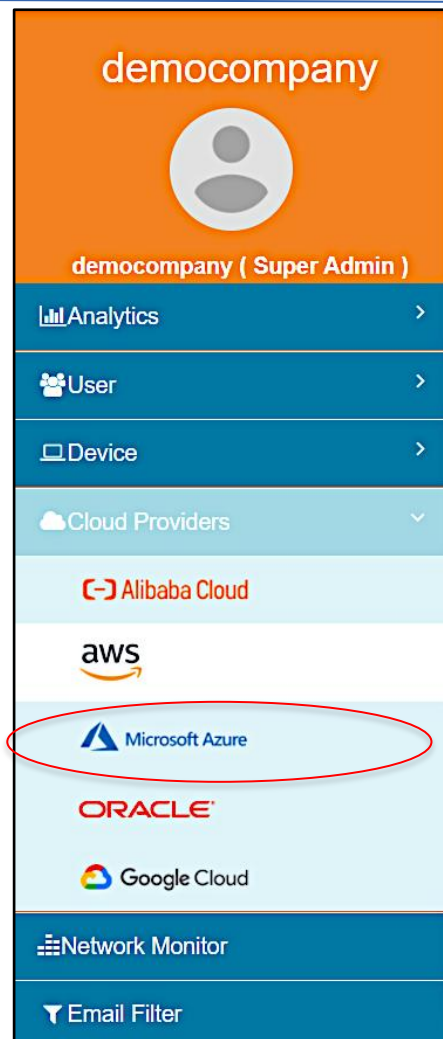 democompany
democompany ( Super Admin )
Analytics
User
Device
Cloud Providers
Alibaba Cloud
aws
Microsoft Azure
ORACLE
Google Cloud
Network Monitor
Email Filter